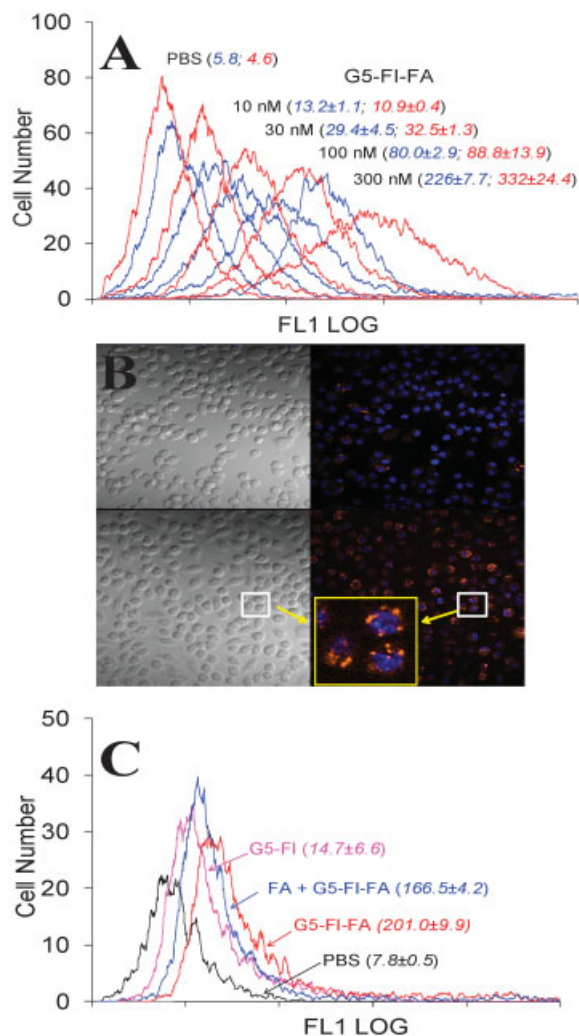 A
PBS (5.8; 4.6)
G5-FI-FA
10 nM (13.2±1.1; 10.9±0.4)
30 nM (29.4±4.5; 32.5±1.3)
100 nM (80.0±2.9; 88.8±13.9)
300 nM (226±7.7; 332±24.4)
Cell Number
100
80
60
40
20
0
FL1 LOG
B
C
Cell Number
50
40
30
20
10
0
G5-FI (14.7±6.6)
FA + G5-FI-FA (166.5±4.2)
G5-FI-FA (201.0±9.9)
PBS (7.8±0.5)
FL1 LOG